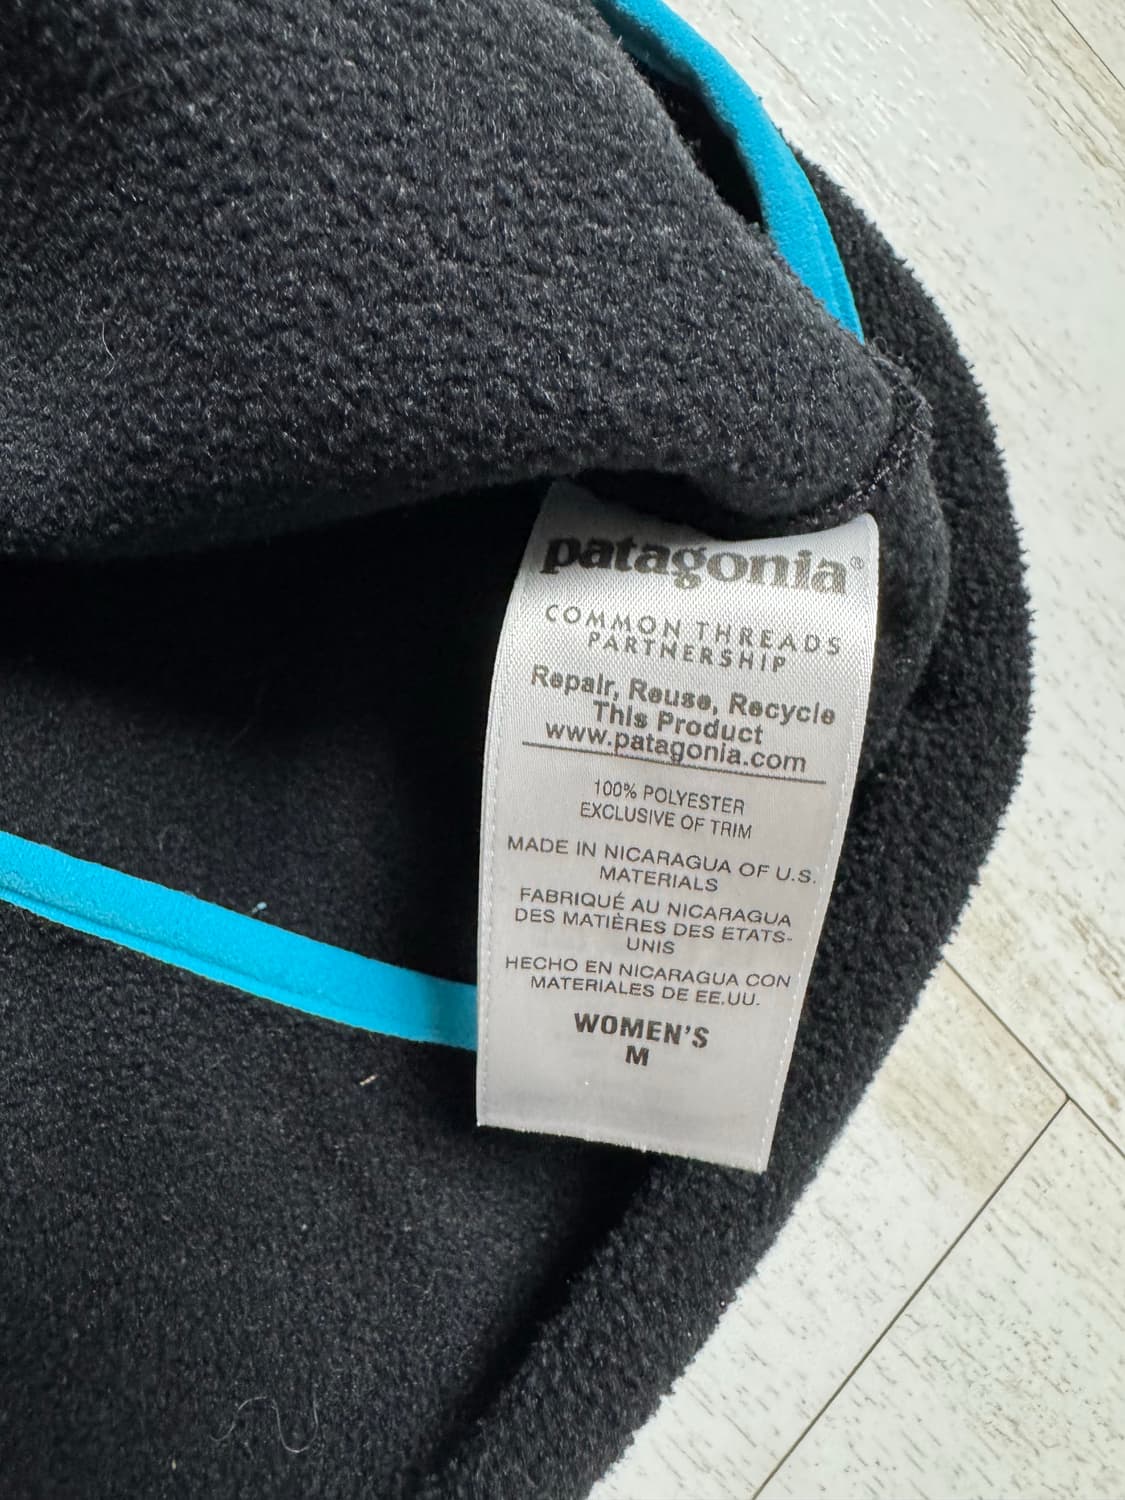 patagonia®
COMMON THREADS
PARTNERSHIP
Repair, Reuse, Recycle
This Product
www.patagonia.com
100% POLYESTER
EXCLUSIVE OF TRIM
MADE IN NICARAGUA OF U.S.
MATERIALS
FABRIQUÉ AU NICARAGUA
DES MATIÈRES DES ETATS-
UNIS
HECHO EN NICARAGUA CON
MATERIALES DE EE.UU.
WOMEN'S
M